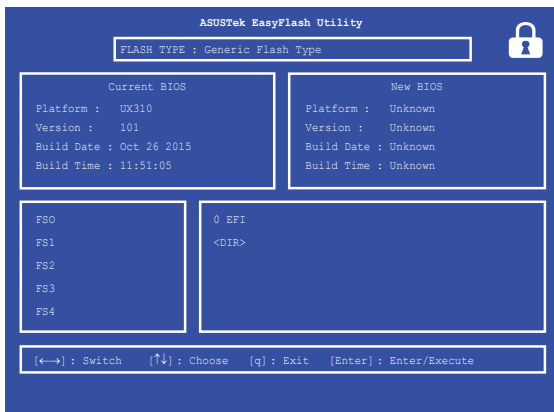 ASUSTek EasyFlash Utility
FLASH TYPE : Generic Flash Type
Current BIOS
Platform : UX310
Version : 101
Build Date : Oct 26 2015
Build Time : 11:51:05
New BIOS
Platform : Unknown
Version : Unknown
Build Date : Unknown
Build Time : Unknown
FSO
FS1
FS2
FS3
FS4
0 EFI
<DIR>
[←→] : Switch [↑↓] : Choose [q] : Exit [Enter] : Enter/Execute